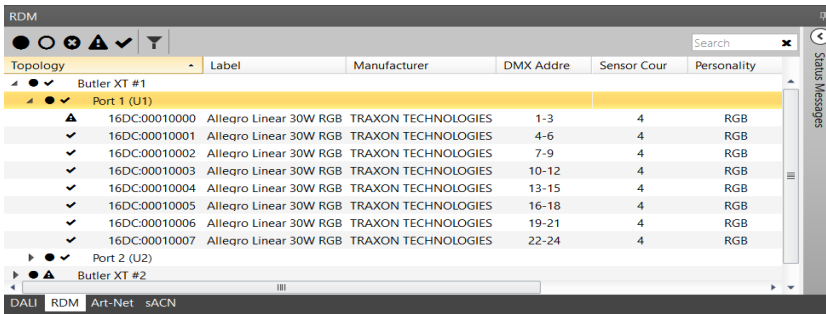 RDM
Search
Topology Label Manufacturer DMX Addre Sensor Cour Personality
Butler XT #1
Port 1 (U1)
16DC:00010000 Allegro Linear 30W RGB TRAXON TECHNOLOGIES 1-3 4 RGB
16DC:00010001 Allegro Linear 30W RGB TRAXON TECHNOLOGIES 4-6 4 RGB
16DC:00010002 Allegro Linear 30W RGB TRAXON TECHNOLOGIES 7-9 4 RGB
16DC:00010003 Allegro Linear 30W RGB TRAXON TECHNOLOGIES 10-12 4 RGB
16DC:00010004 Allegro Linear 30W RGB TRAXON TECHNOLOGIES 13-15 4 RGB
16DC:00010005 Allegro Linear 30W RGB TRAXON TECHNOLOGIES 16-18 4 RGB
16DC:00010006 Allegro Linear 30W RGB TRAXON TECHNOLOGIES 19-21 4 RGB
16DC:00010007 Allegro Linear 30W RGB TRAXON TECHNOLOGIES 22-24 4 RGB
Port 2 (U2)
Butler XT #2
DALI RDM Art-Net sACN
Status Messages